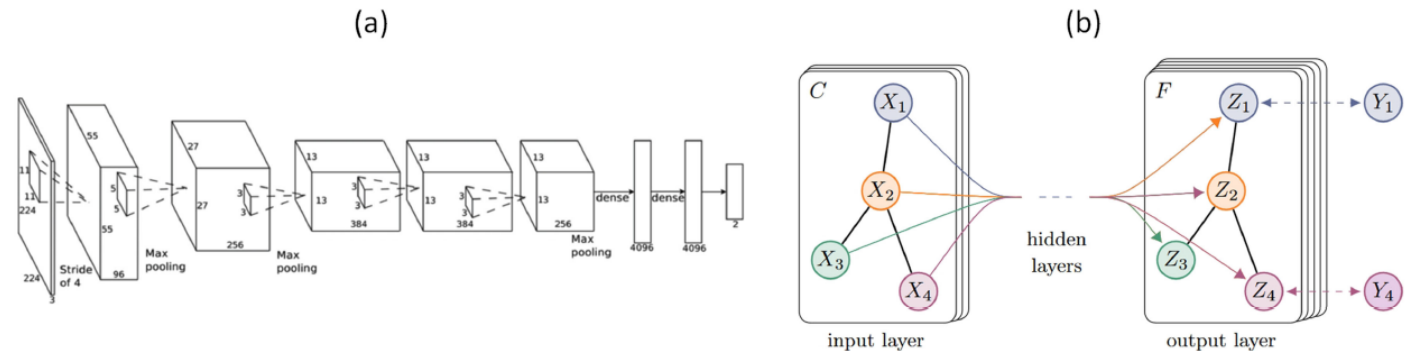 (a)
55
27
13
13
13
11
11
224
5
5
3
3
3
3
3
3
55
27
13
13
13
dense
dense
384
384
256
256
Max
pooling
4096
4096
2
Max
pooling
Max
pooling
Stride
of 4
96
224
3
(b)
C
X1
X2
X3
X4
input layer
hidden
layers
F
Z1
Z2
Z3
Z4
output layer
Y1
Y4